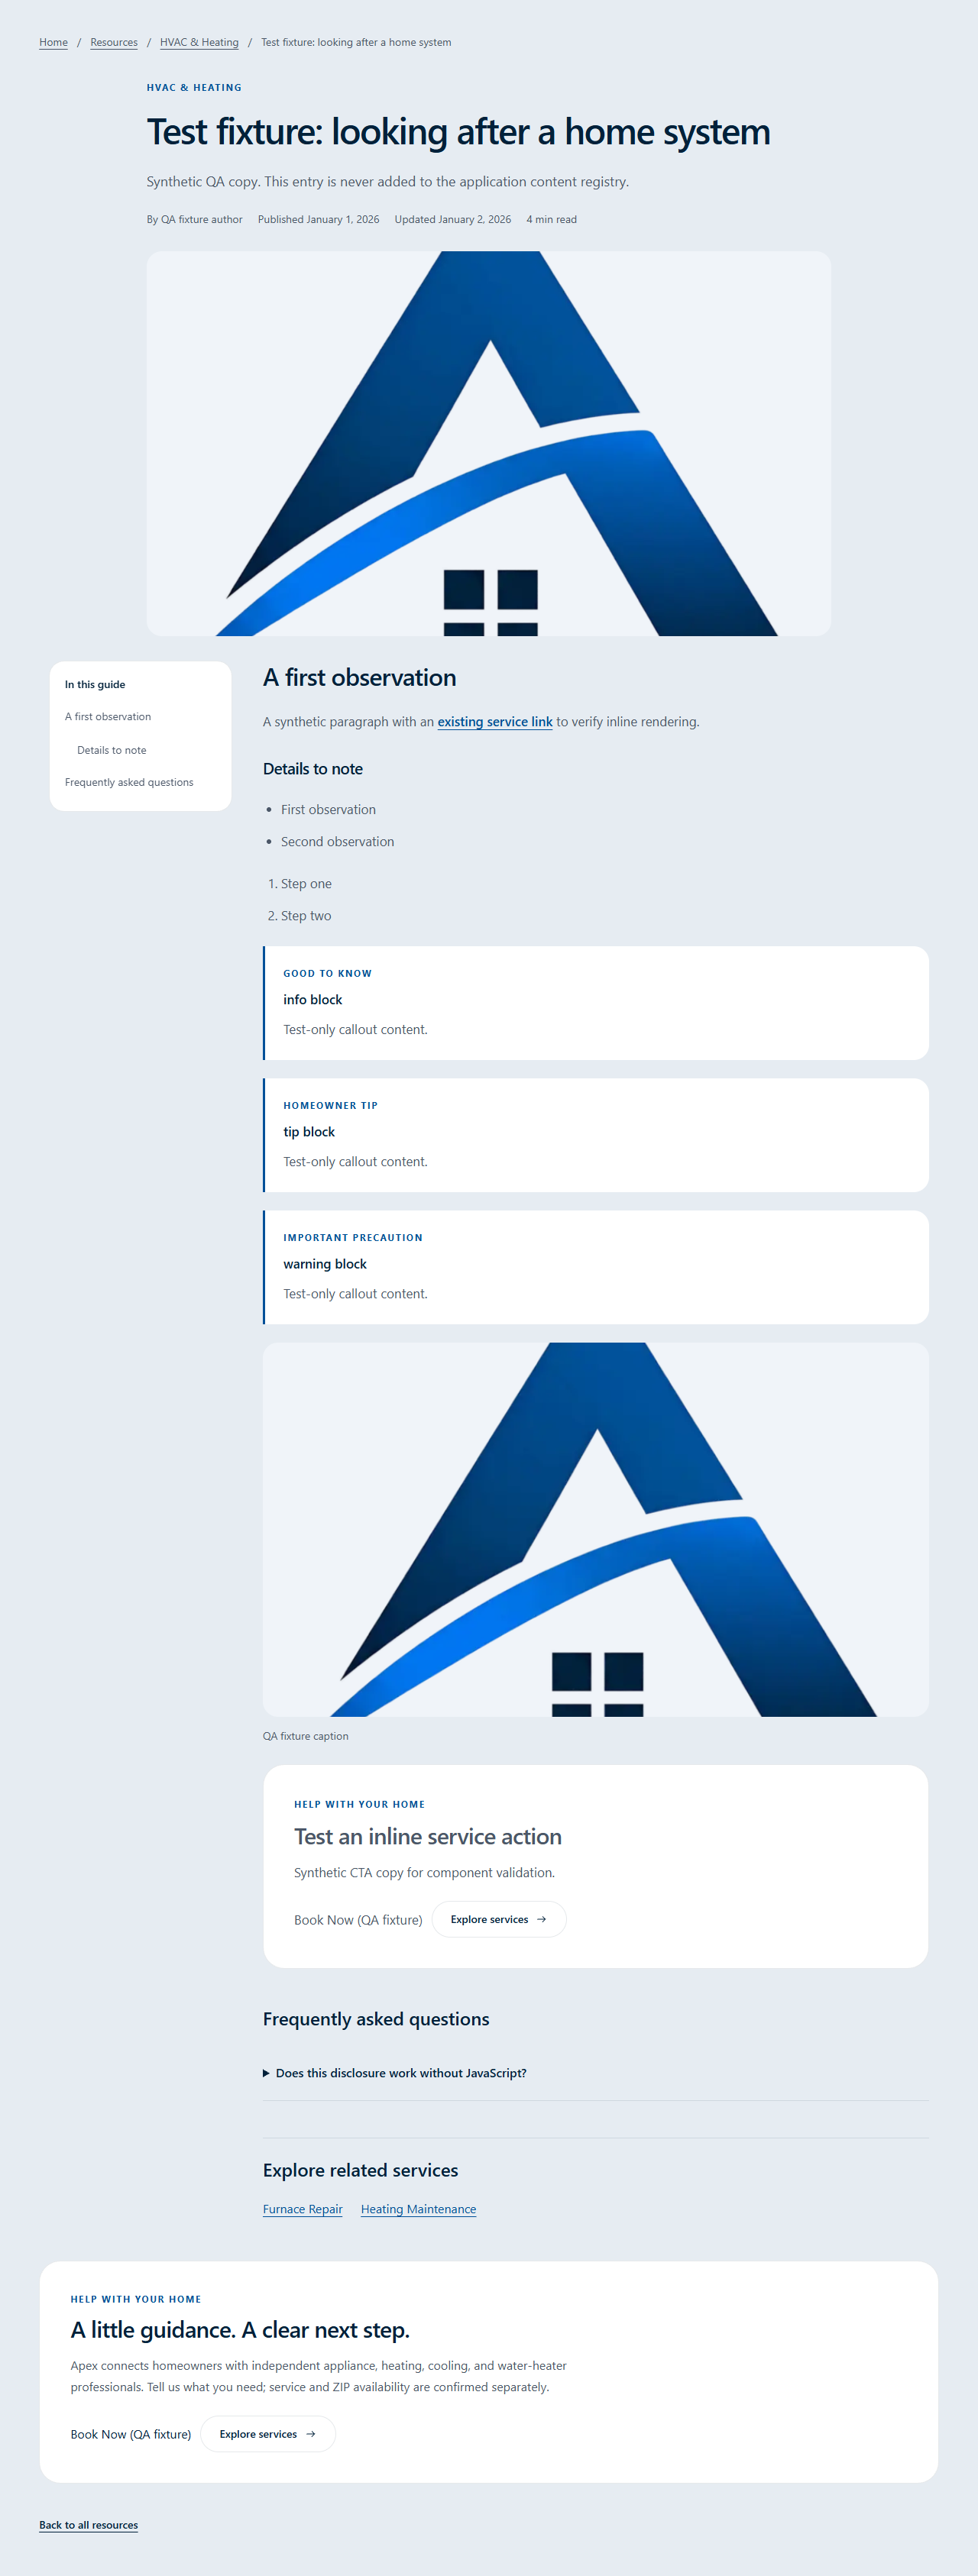 Home / Resources / HVAC & Heating / Test fixture: looking after a home system
HVAC & HEATING
Test fixture: looking after a home system
Synthetic QA copy. This entry is never added to the application content registry.
By QA fixture author Published January 1, 2026 Updated January 2, 2026 4 min read
In this guide
A first observation
Details to note
Frequently asked questions
A first observation
A synthetic paragraph with an existing service link to verify inline rendering.
Details to note
• First observation
• Second observation
1. Step one
2. Step two
GOOD TO KNOW
info block
Test-only callout content.
HOMEOWNER TIP
tip block
Test-only callout content.
IMPORTANT PRECAUTION
warning block
Test-only callout content.
QA fixture caption
HELP WITH YOUR HOME
Test an inline service action
Synthetic CTA copy for component validation.
Book Now (QA fixture) Explore services →
Frequently asked questions
▶ Does this disclosure work without JavaScript?
Explore related services
Furnace Repair Heating Maintenance
HELP WITH YOUR HOME
A little guidance. A clear next step.
Apex connects homeowners with independent appliance, heating, cooling, and water-heater
professionals. Tell us what you need; service and ZIP availability are confirmed separately.
Book Now (QA fixture) Explore services →
Back to all resources